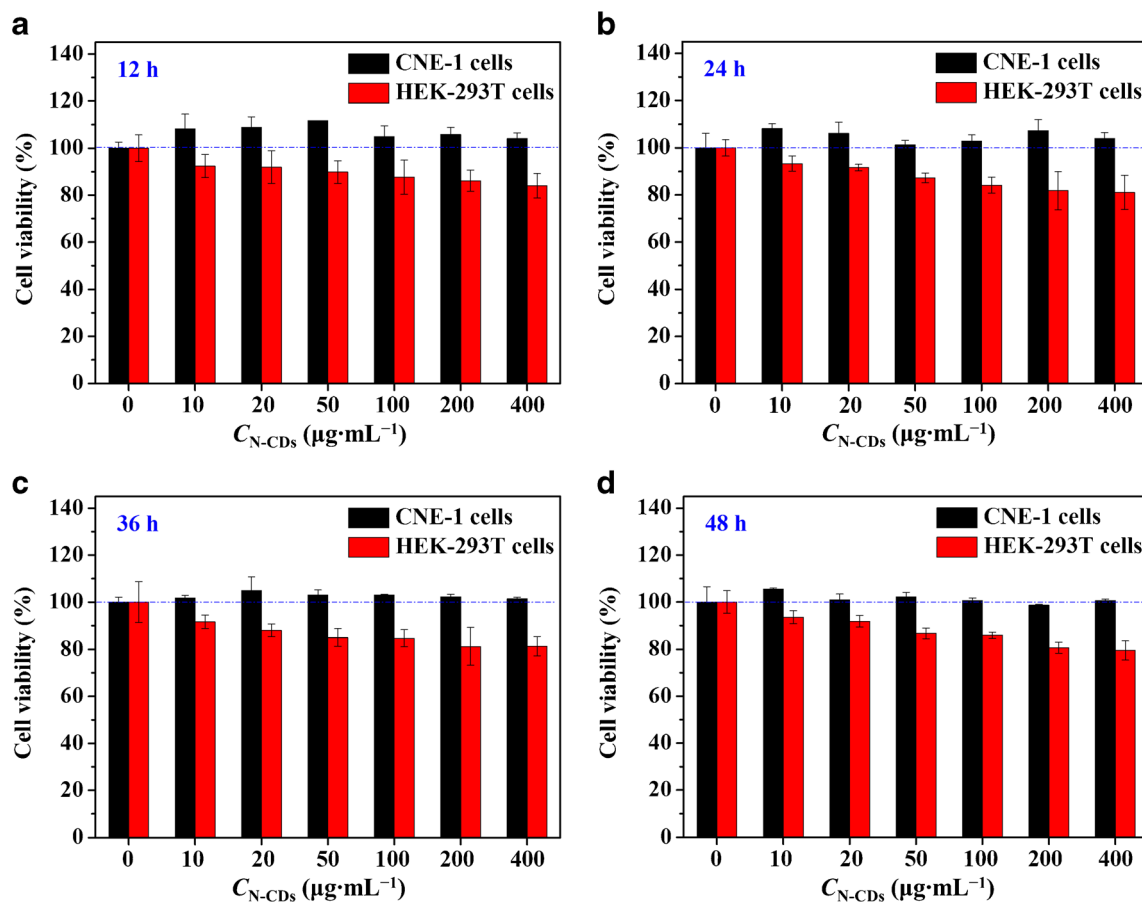 a
140
120
100
80
60
40
20
0
Cell viability (%)
12 h
CNE-1 cells
HEK-293T cells
0 10 20 50 100 200 400
C_N-CDs (μg·mL⁻¹)
b
140
120
100
80
60
40
20
0
Cell viability (%)
24 h
CNE-1 cells
HEK-293T cells
0 10 20 50 100 200 400
C_N-CDs (μg·mL⁻¹)
c
140
120
100
80
60
40
20
0
Cell viability (%)
36 h
CNE-1 cells
HEK-293T cells
0 10 20 50 100 200 400
C_N-CDs (μg·mL⁻¹)
d
140
120
100
80
60
40
20
0
Cell viability (%)
48 h
CNE-1 cells
HEK-293T cells
0 10 20 50 100 200 400
C_N-CDs (μg·mL⁻¹)